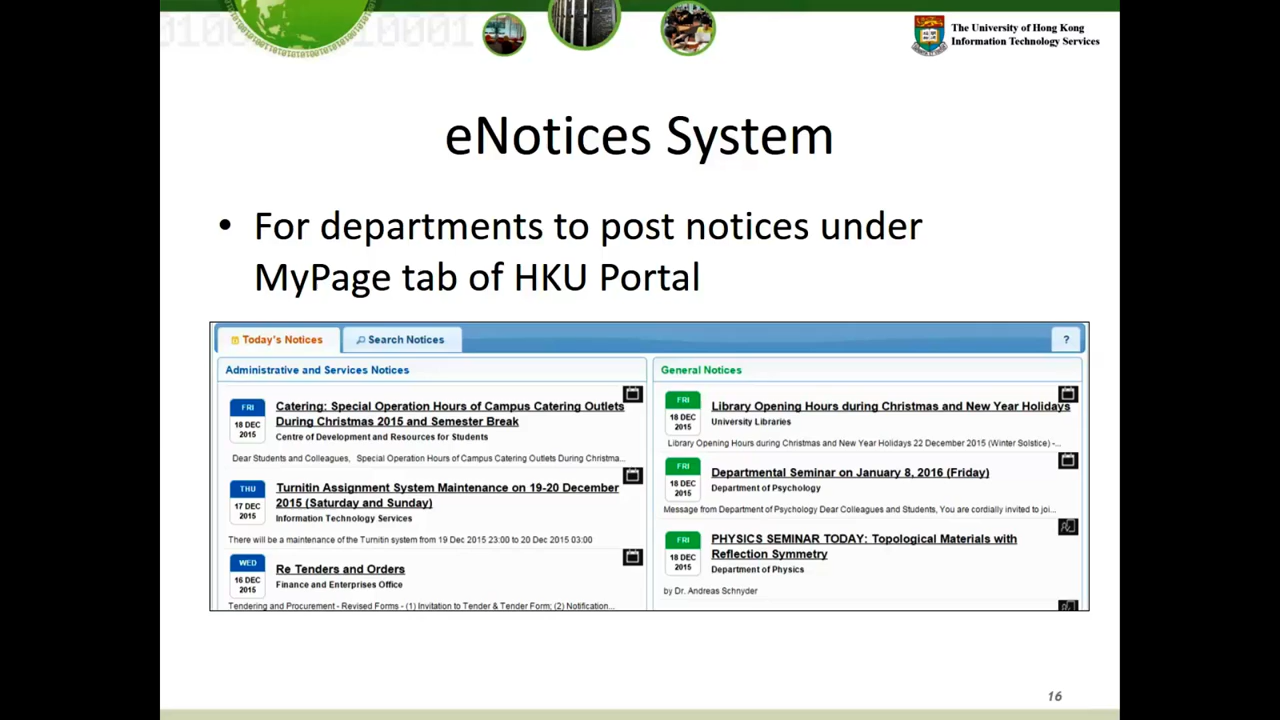 The University of Hong Kong
Information Technology Services
eNotices System
• For departments to post notices under
MyPage tab of HKU Portal
Today's Notices
Search Notices
?
Administrative and Services Notices
FRI
18 DEC
2015
Catering: Special Operation Hours of Campus Catering Outlets
During Christmas 2015 and Semester Break
Centre of Development and Resources for Students
Dear Students and Colleagues, Special Operation Hours of Campus Catering Outlets During Christma...
THU
17 DEC
2015
Turnitin Assignment System Maintenance on 19-20 December
2015 (Saturday and Sunday)
Information Technology Services
There will be a maintenance of the Turnitin system from 19 Dec 2015 23:00 to 20 Dec 2015 03:00
WED
16 DEC
2015
Re Tenders and Orders
Finance and Enterprises Office
Tendering and Procurement - Revised Forms - (1) Invitation to Tender & Tender Form; (2) Notification...
General Notices
FRI
18 DEC
2015
Library Opening Hours during Christmas and New Year Holidays
University Libraries
Library Opening Hours during Christmas and New Year Holidays 22 December 2015 (Winter Solstice) -...
FRI
18 DEC
2015
Departmental Seminar on January 8, 2016 (Friday)
Department of Psychology
Message from Department of Psychology Dear Colleagues and Students, You are cordially invited to joi...
FRI
18 DEC
2015
PHYSICS SEMINAR TODAY: Topological Materials with
Reflection Symmetry
Department of Physics
by Dr. Andreas Schnyder
16